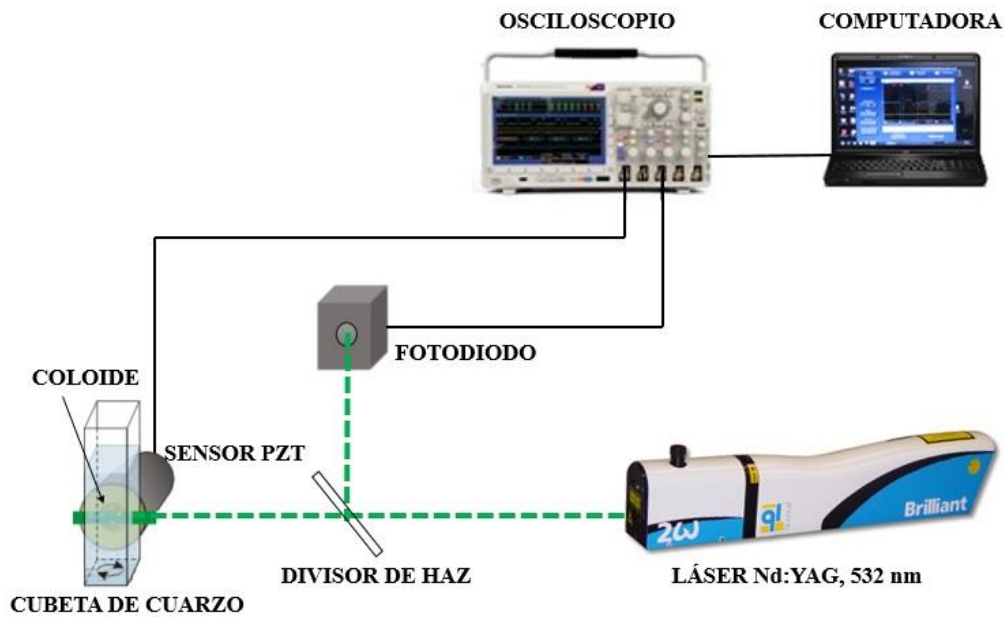 OSCILOSCOPIO
COMPUTADORA
FOTODIODO
COLOIDE
SENSOR PZT
Brilliant
2ω
DIVISOR DE HAZ
LÁSER Nd:YAG, 532 nm
CUBETA DE CUARZO